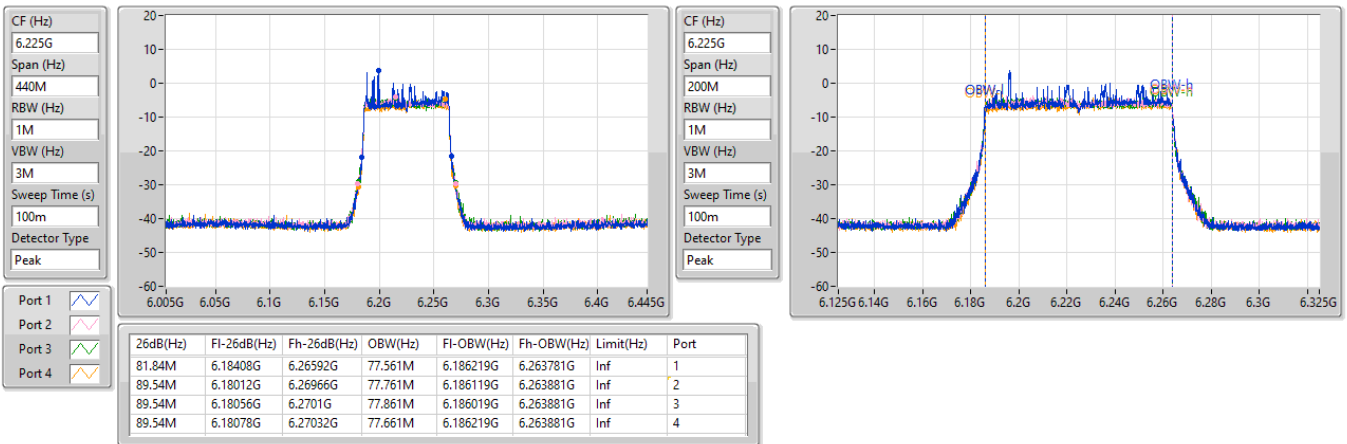 CF (Hz)
6.225G
Span (Hz)
440M
RBW (Hz)
1M
VBW (Hz)
3M
Sweep Time (s)
100m
Detector Type
Peak
20
10
0
-10
-20
-30
-40
-50
-60
6.005G 6.05G 6.1G 6.15G 6.2G 6.25G 6.3G 6.35G 6.4G 6.445G
CF (Hz)
6.225G
Span (Hz)
200M
RBW (Hz)
1M
VBW (Hz)
3M
Sweep Time (s)
100m
Detector Type
Peak
20
10
0
-10
-20
-30
-40
-50
-60
OBW-l OBW-h
6.125G 6.14G 6.16G 6.18G 6.2G 6.22G 6.24G 6.26G 6.28G 6.3G 6.325G
Port 1
Port 2
Port 3
Port 4
26dB(Hz) Fl-26dB(Hz) Fh-26dB(Hz) OBW(Hz) Fl-OBW(Hz) Fh-OBW(Hz) Limit(Hz) Port
81.84M 6.18408G 6.26592G 77.561M 6.186219G 6.263781G Inf 1
89.54M 6.18012G 6.26966G 77.761M 6.186119G 6.263881G Inf 2
89.54M 6.18056G 6.2701G 77.861M 6.186019G 6.263881G Inf 3
89.54M 6.18078G 6.27032G 77.661M 6.186219G 6.263881G Inf 4